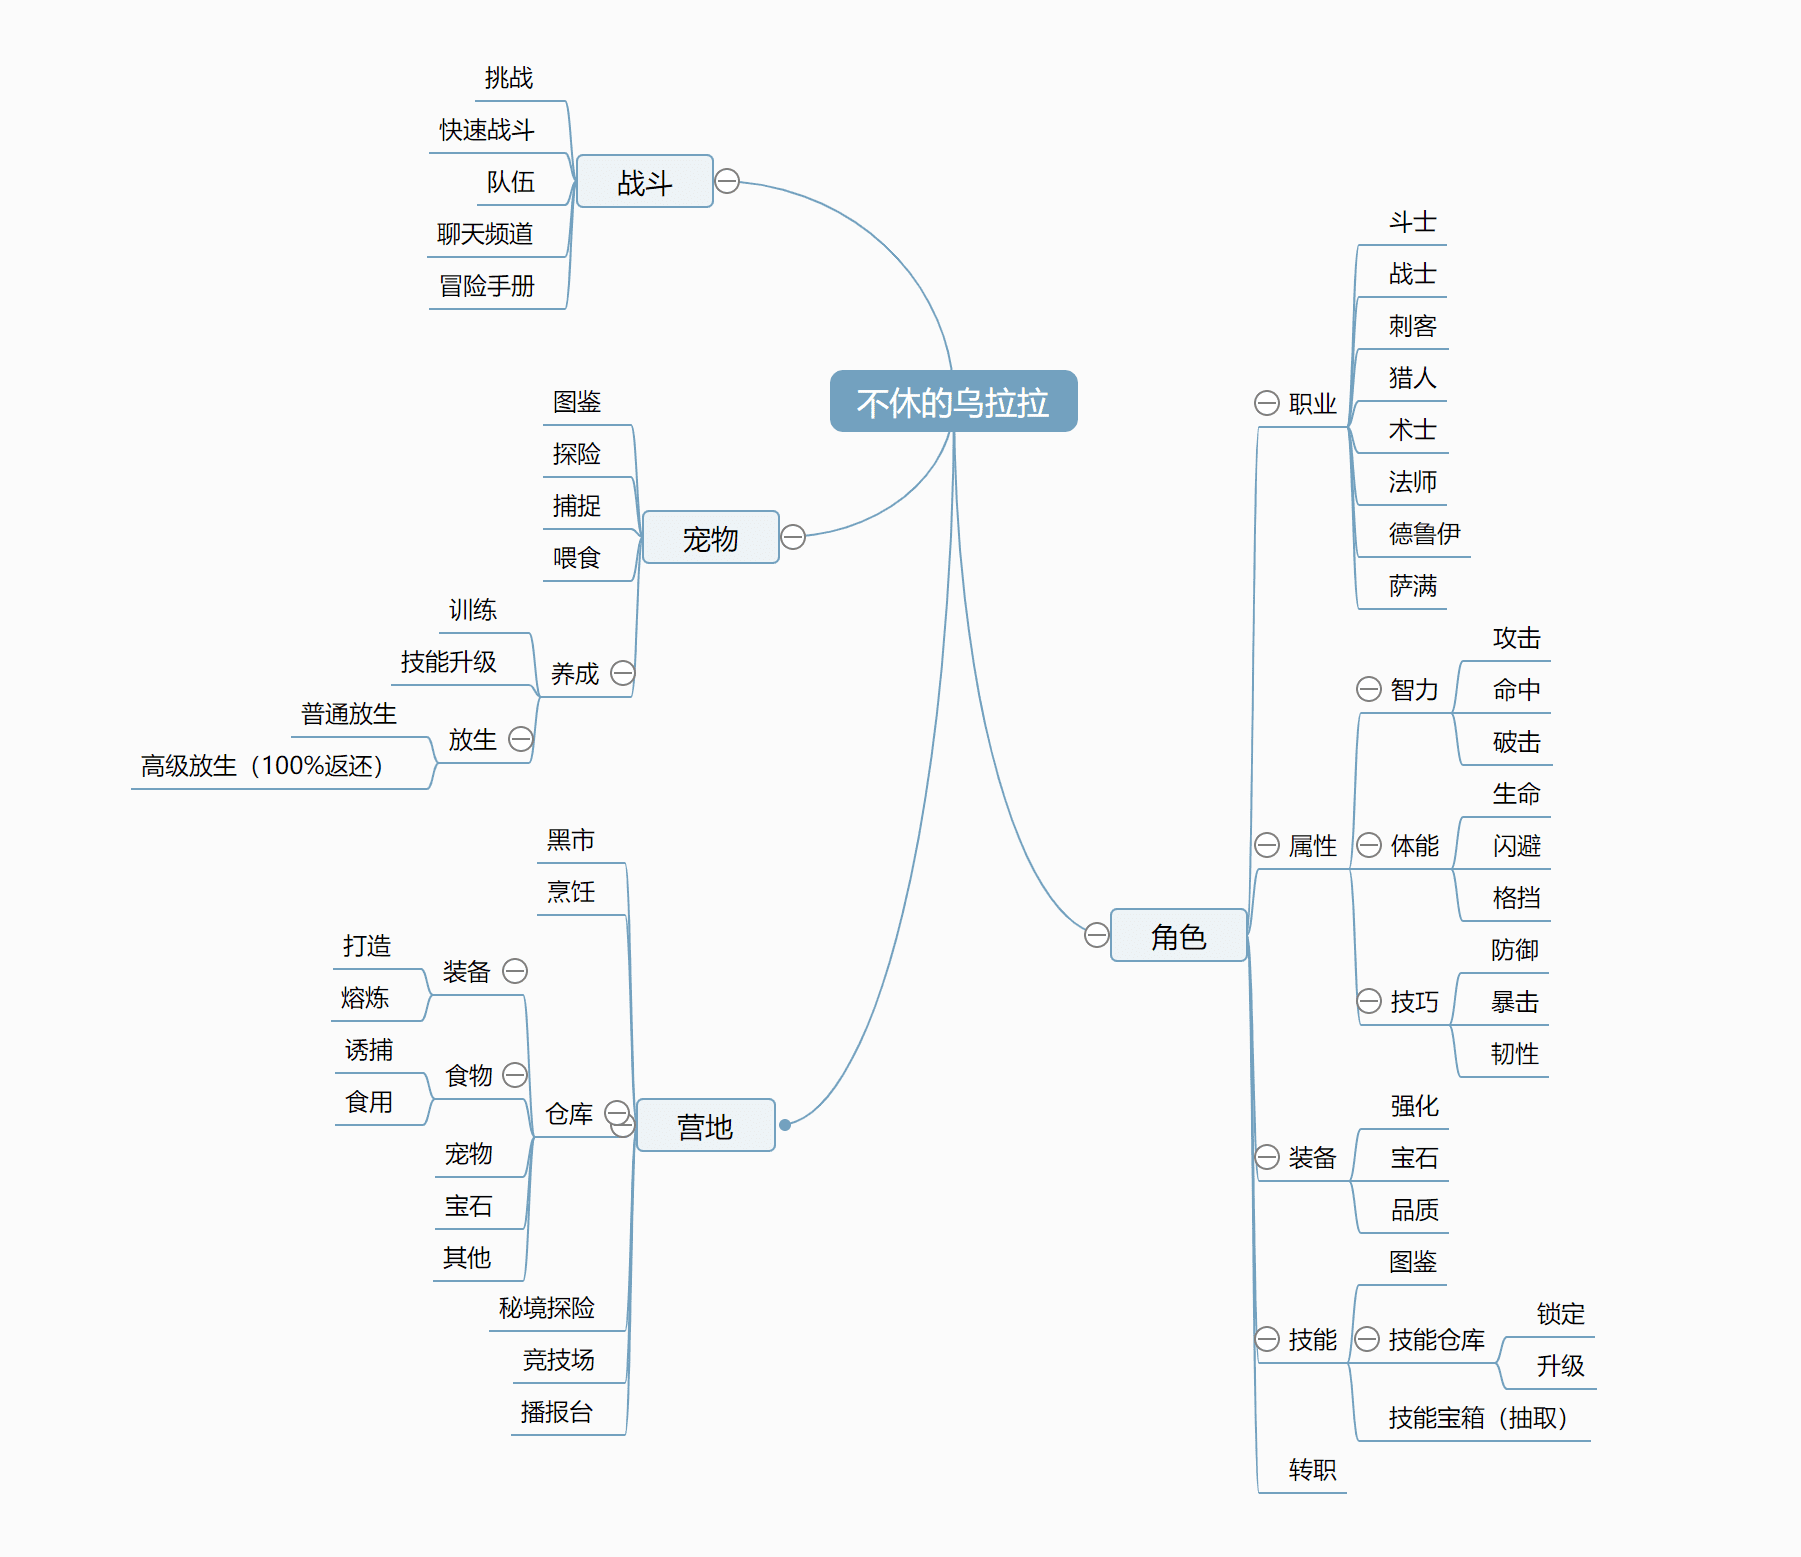 不休的乌拉拉
战斗
挑战
快速战斗
队伍
聊天频道
冒险手册
宠物
图鉴
探险
捕捉
喂食
养成
训练
技能升级
放生
普通放生
高级放生（100%返还）
营地
黑市
烹饪
仓库
装备
打造
熔炼
食物
诱捕
食用
宠物
宝石
其他
秘境探险
竞技场
播报台
角色
职业
斗士
战士
刺客
猎人
术士
法师
德鲁伊
萨满
属性
智力
攻击
命中
破击
体能
生命
闪避
格挡
技巧
防御
暴击
韧性
装备
强化
宝石
品质
技能
图鉴
技能仓库
锁定
升级
技能宝箱（抽取）
转职